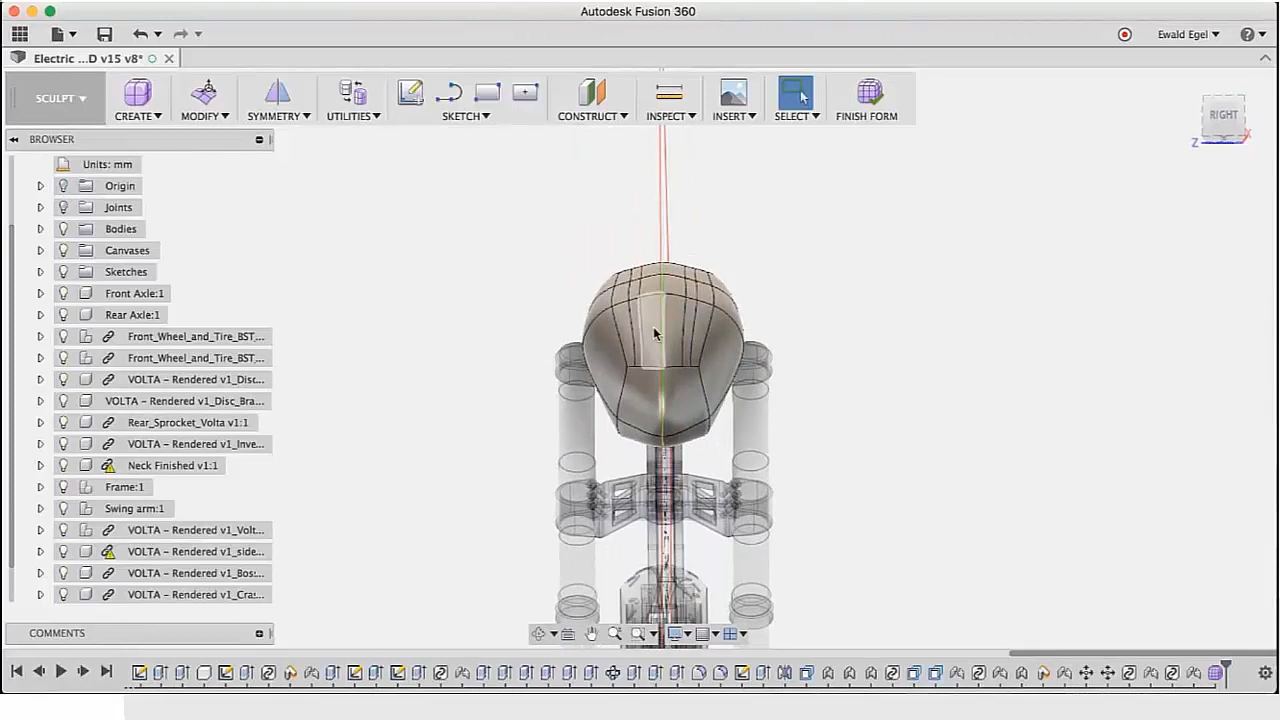 Autodesk Fusion 360
Ewald Egel
Electric ...D v15 v8*
SCULPT
CREATE
MODIFY
SYMMETRY
UTILITIES
SKETCH
CONSTRUCT
INSPECT
INSERT
SELECT
FINISH FORM
RIGHT
Z
X
BROWSER
Units: mm
Origin
Joints
Bodies
Canvases
Sketches
Front Axle:1
Rear Axle:1
Front_Wheel_and_Tire_BST_...
Front_Wheel_and_Tire_BST_...
VOLTA - Rendered v1_Disc...
VOLTA - Rendered v1_Disc_Bra...
Rear_Sprocket_Volta v1:1
VOLTA - Rendered v1_Inve...
Neck Finished v1:1
Frame:1
Swing arm:1
VOLTA - Rendered v1_Volt...
VOLTA - Rendered v1_side...
VOLTA - Rendered v1_Bos...
VOLTA - Rendered v1_Cra...
COMMENTS